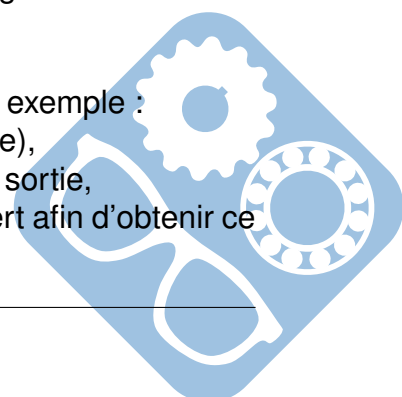 exemple :
e),
sortie,
ert afin d'obtenir ce